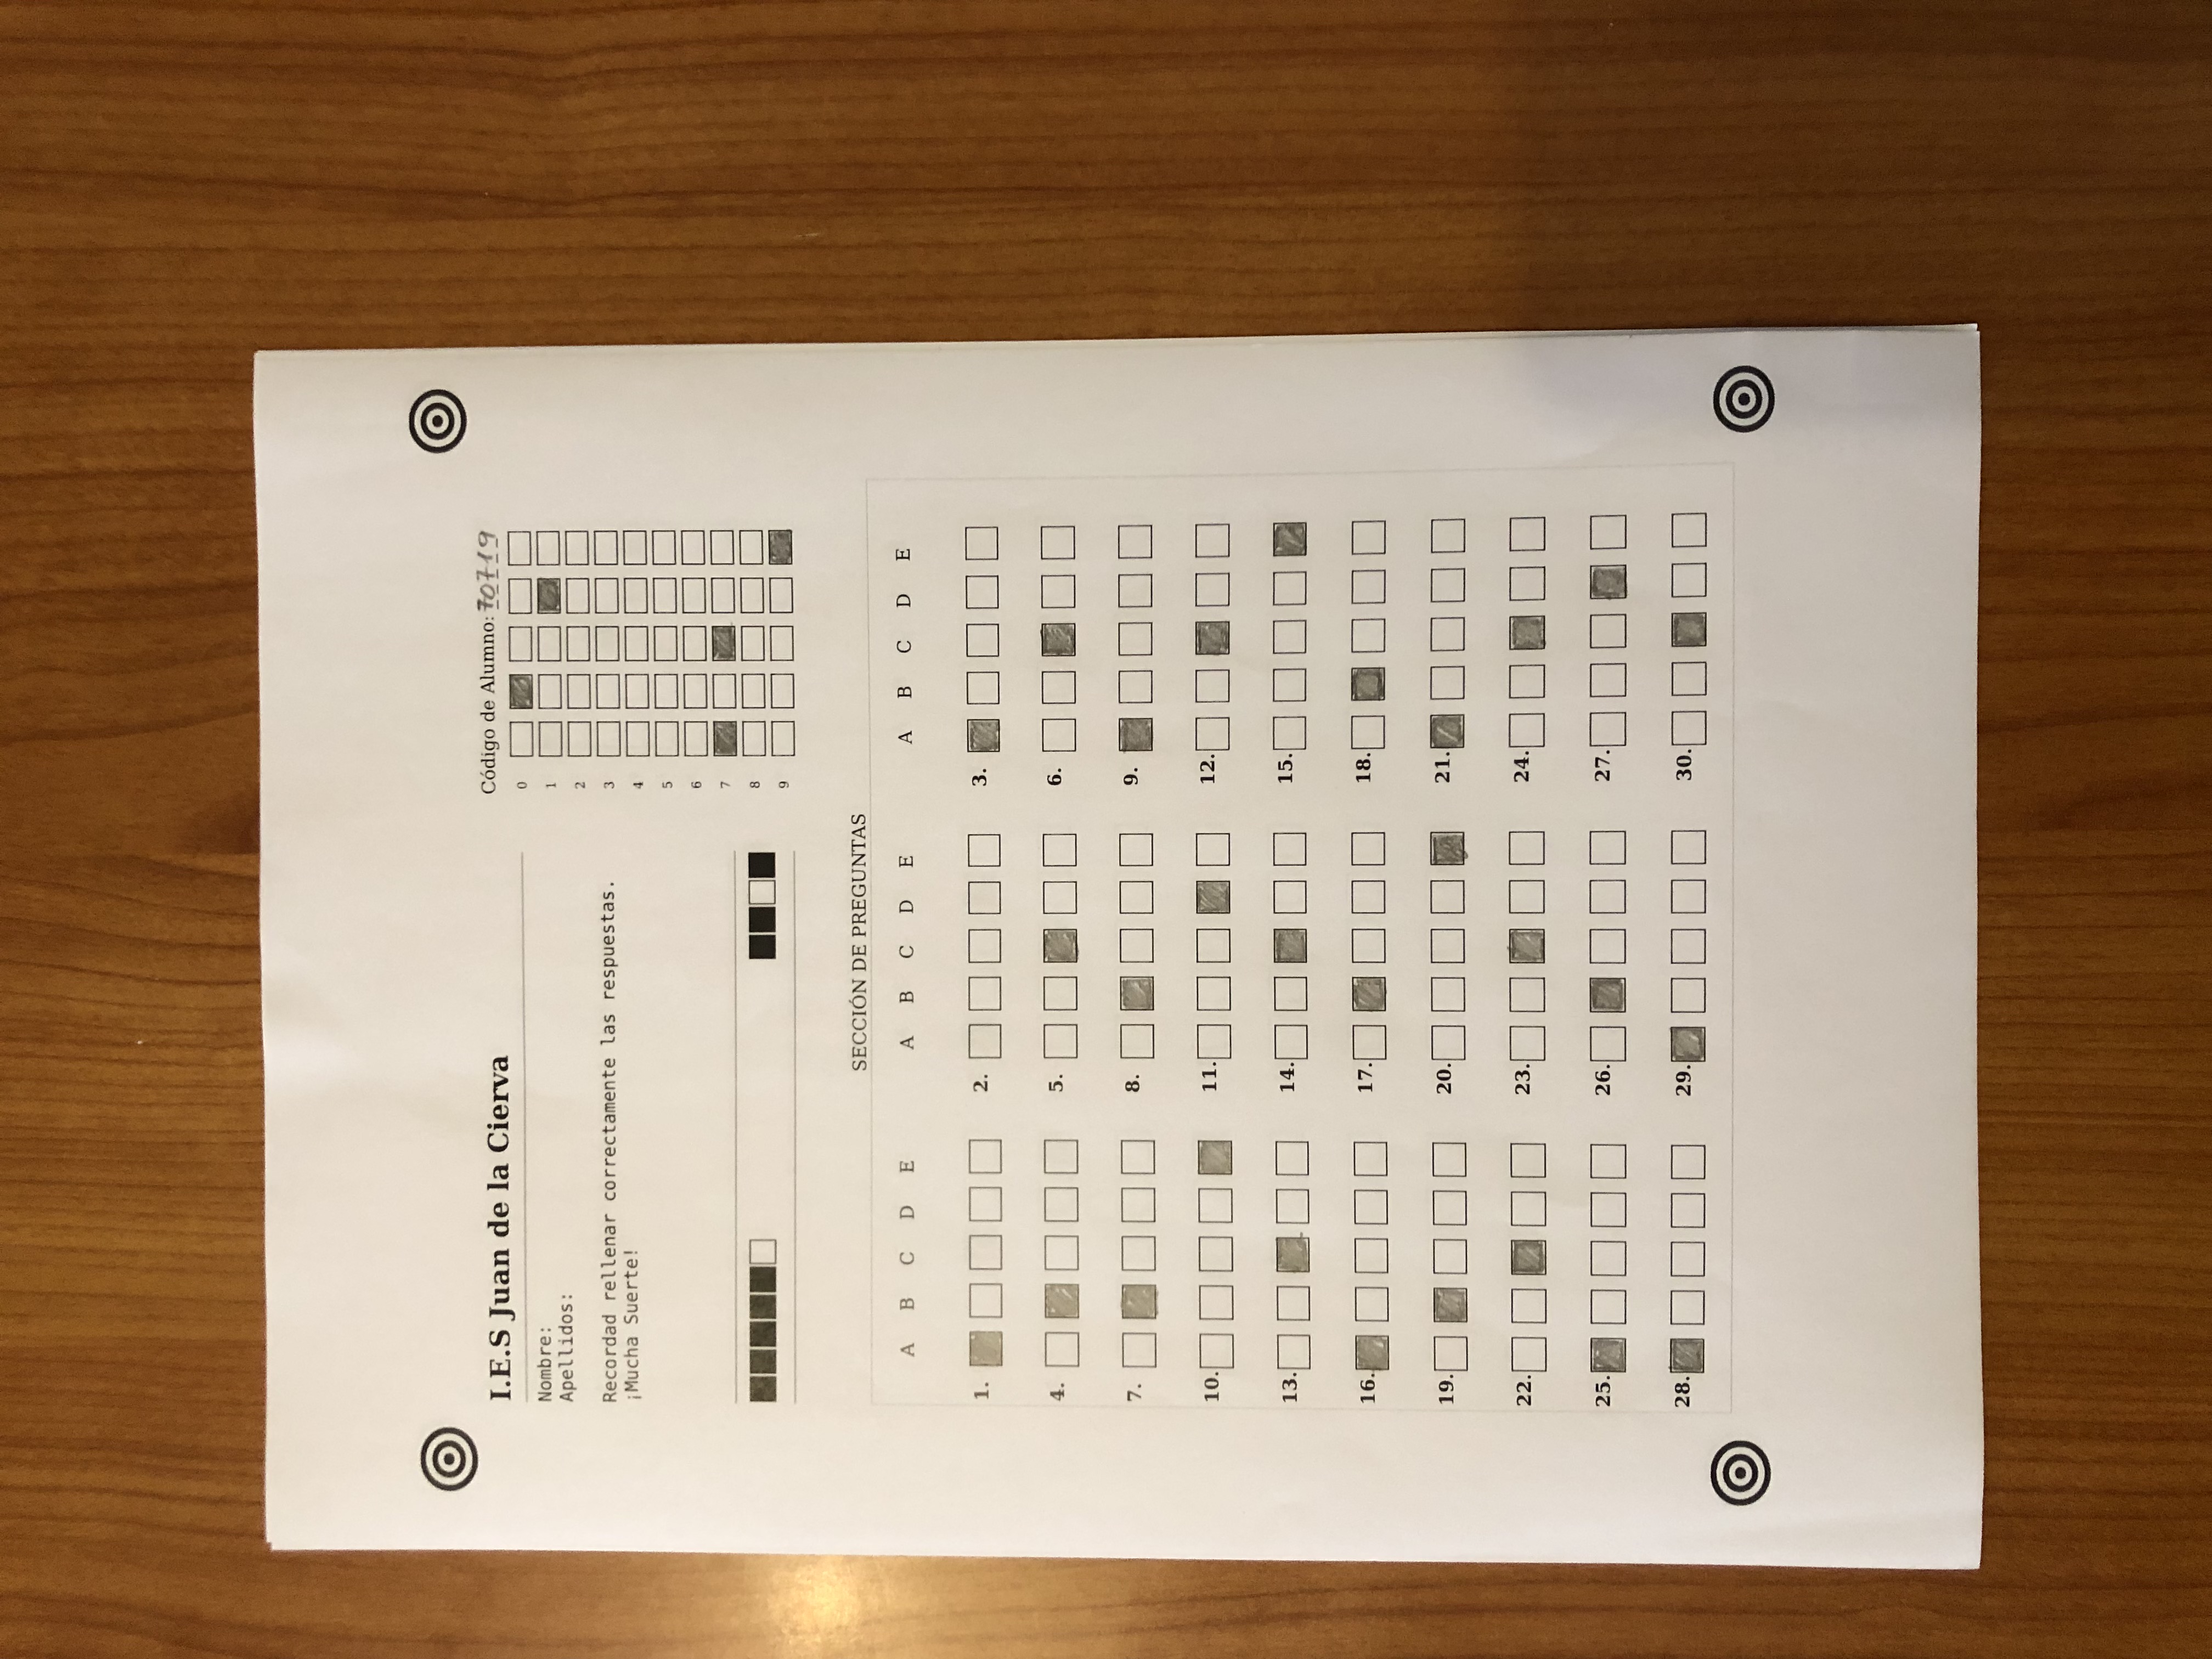 I.E.S Juan de la Cierva
Nombre:
Apellidos:
Recordad rellenar correctamente las respuestas.
¡Mucha Suerte!
Código de Alumno: 70719
0
1
2
3
4
5
6
7
8
9
SECCIÓN DE PREGUNTAS
A B C D E A B C D E A B C D E
1. 2. 3.
4. 5. 6.
7. 8. 9.
10. 11. 12.
13. 14. 15.
16. 17. 18.
19. 20. 21.
22. 23. 24.
25. 26. 27.
28. 29. 30.